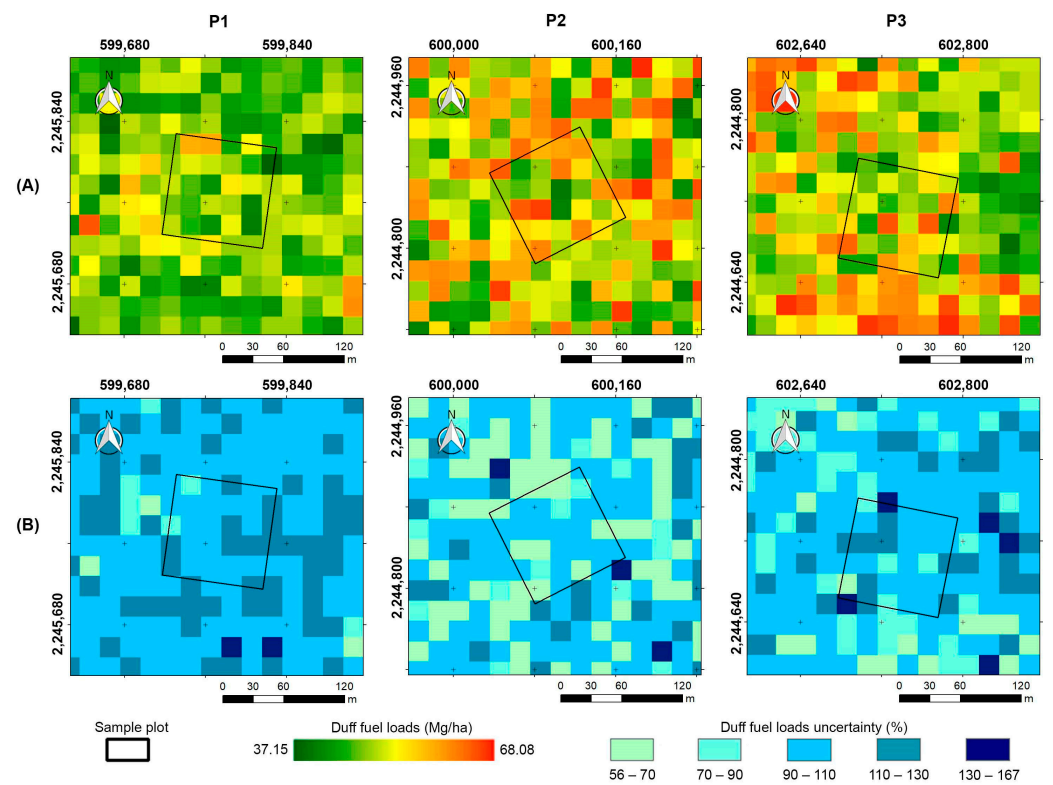 P1 P2 P3
599,680 599,840 600,000 600,160 602,640 602,800
(A)
2,245,840
2,245,680
N
0 30 60 120 m
2,244,960
2,244,800
N
0 30 60 120 m
2,244,800
2,244,640
N
0 30 60 120 m
599,680 599,840 600,000 600,160 602,640 602,800
(B)
2,245,840
2,245,680
N
0 30 60 120 m
2,244,960
2,244,800
N
0 30 60 120 m
2,244,800
2,244,640
N
0 30 60 120 m
Sample plot
Duff fuel loads (Mg/ha)
37.15 68.08
Duff fuel loads uncertainty (%)
56 – 70 70 – 90 90 – 110 110 – 130 130 – 167